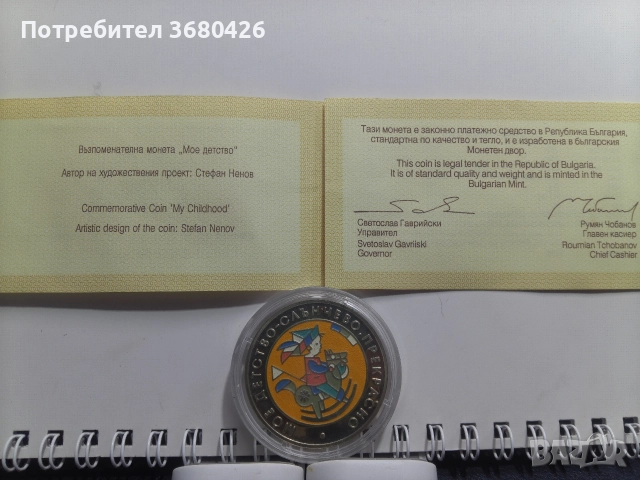 Потребител 3680426
Възпоменателна монета „Мое детство“
Автор на художествения проект: Стефан Ненов
Commemorative Coin 'My Childhood'
Artistic design of the coin: Stefan Nenov
Тази монета е законно платежно средство в Република България,
стандартна по качество и тегло, и е изработена в българския
Монетен двор.
This coin is legal tender in the Republic of Bulgaria.
It is of standard quality and weight and is minted in the
Bulgarian Mint.
Светослав Гаврийски
Управител
Svetoslav Gavriiski
Governor
Румян Чобанов
Главен касиер
Roumian Tchobanov
Chief Cashier
МОЕ ДЕТСТВО-СЛЪНЧЕВО, ПРЕКРАСНО
BAZAR